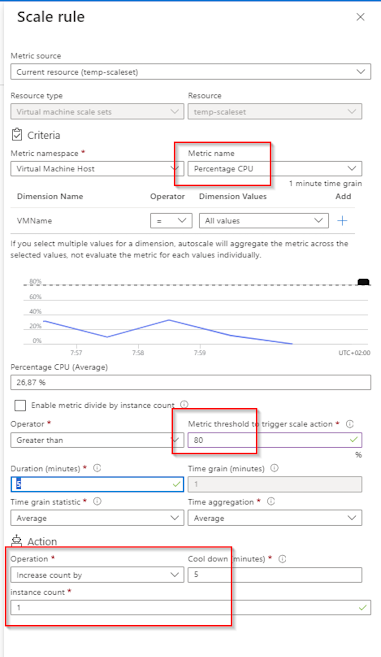 Scale rule
Metric source
Current resource (temp-scaleset)
Resource type Resource
Virtual machine scale sets temp-scaleset
Criteria
Metric namespace * Metric name
Virtual Machine Host Percentage CPU
1 minute time grain
Dimension Name Operator Dimension Values Add
VMName = All values +
If you select multiple values for a dimension, autoscale will aggregate the metric across the
selected values, not evaluate the metric for each values individually.
80%
60%
40%
20%
0%
7:57 7:58 7:59 UTC+02:00
Percentage CPU (Average)
26,87 %
Enable metric divide by instance count
Operator * Metric threshold to trigger scale action *
Greater than 80
%
Duration (minutes) * Time grain (minutes)
5 1
Time grain statistic * Time aggregation *
Average Average
Action
Operation * Cool down (minutes) *
Increase count by 5
instance count *
1